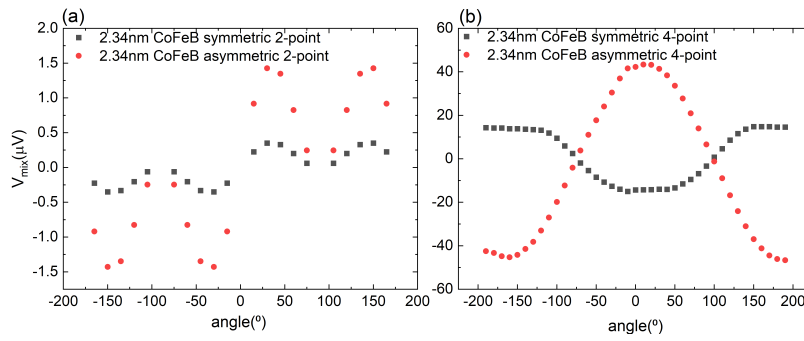 (a)
2.34nm CoFeB symmetric 2-point
2.34nm CoFeB asymmetric 2-point
2.0
1.5
1.0
0.5
0.0
-0.5
-1.0
-1.5
V_mix(μV)
-200 -150 -100 -50 0 50 100 150 200
angle(º)
(b)
2.34nm CoFeB symmetric 4-point
2.34nm CoFeB asymmetric 4-point
60
40
20
0
-20
-40
-60
-200 -150 -100 -50 0 50 100 150 200
angle(º)